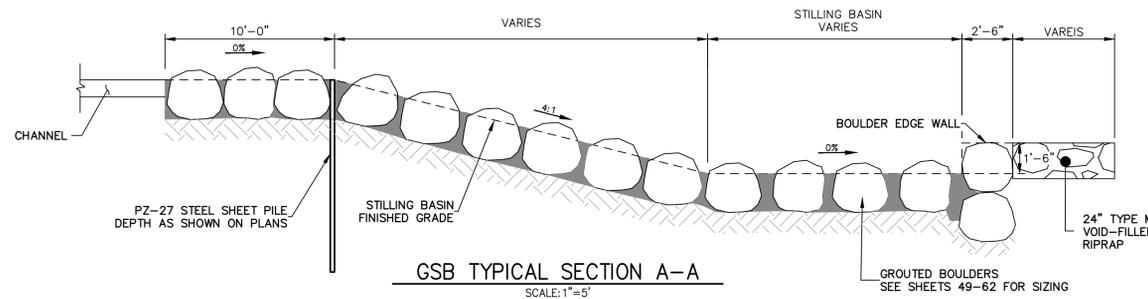 10'-0"
VARIES
STILLING BASIN
VARIES
2'-6"
VAREIS
0%
CHANNEL
4:1
BOULDER EDGE WALL
0%
1'-6"
PZ-27 STEEL SHEET PILE
DEPTH AS SHOWN ON PLANS
STILLING BASIN
FINISHED GRADE
24" TYPE M
VOID-FILLE
RIPRAP
GROUTED BOULDERS
SEE SHEETS 49-62 FOR SIZING
GSB TYPICAL SECTION A-A
SCALE: 1"=5'